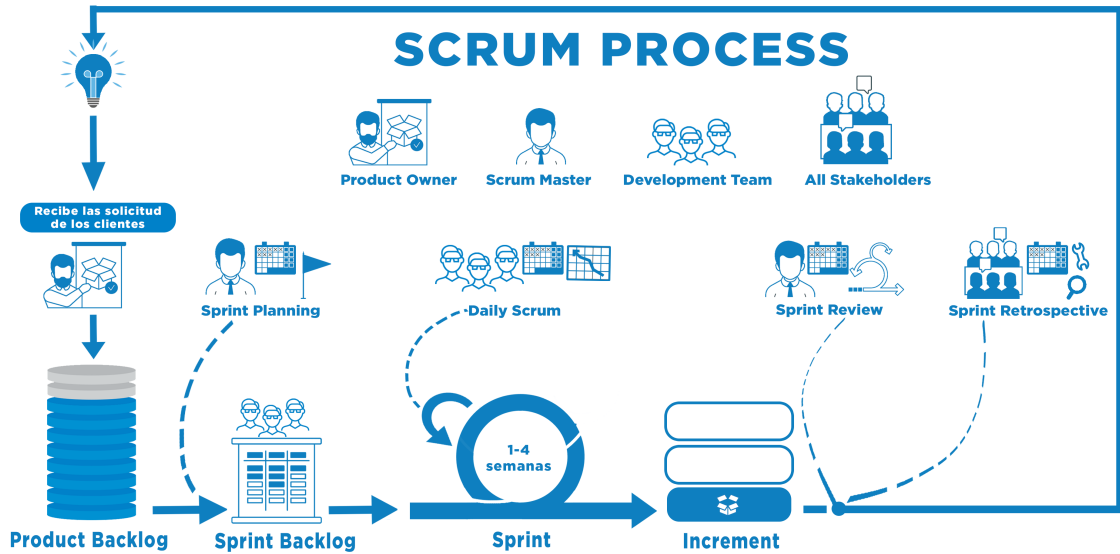 SCRUM PROCESS
Product Owner
Scrum Master
Development Team
All Stakeholders
Recibe las solicitud
de los clientes
Sprint Planning
Daily Scrum
Sprint Review
Sprint Retrospective
1-4
semanas
Product Backlog
Sprint Backlog
Sprint
Increment